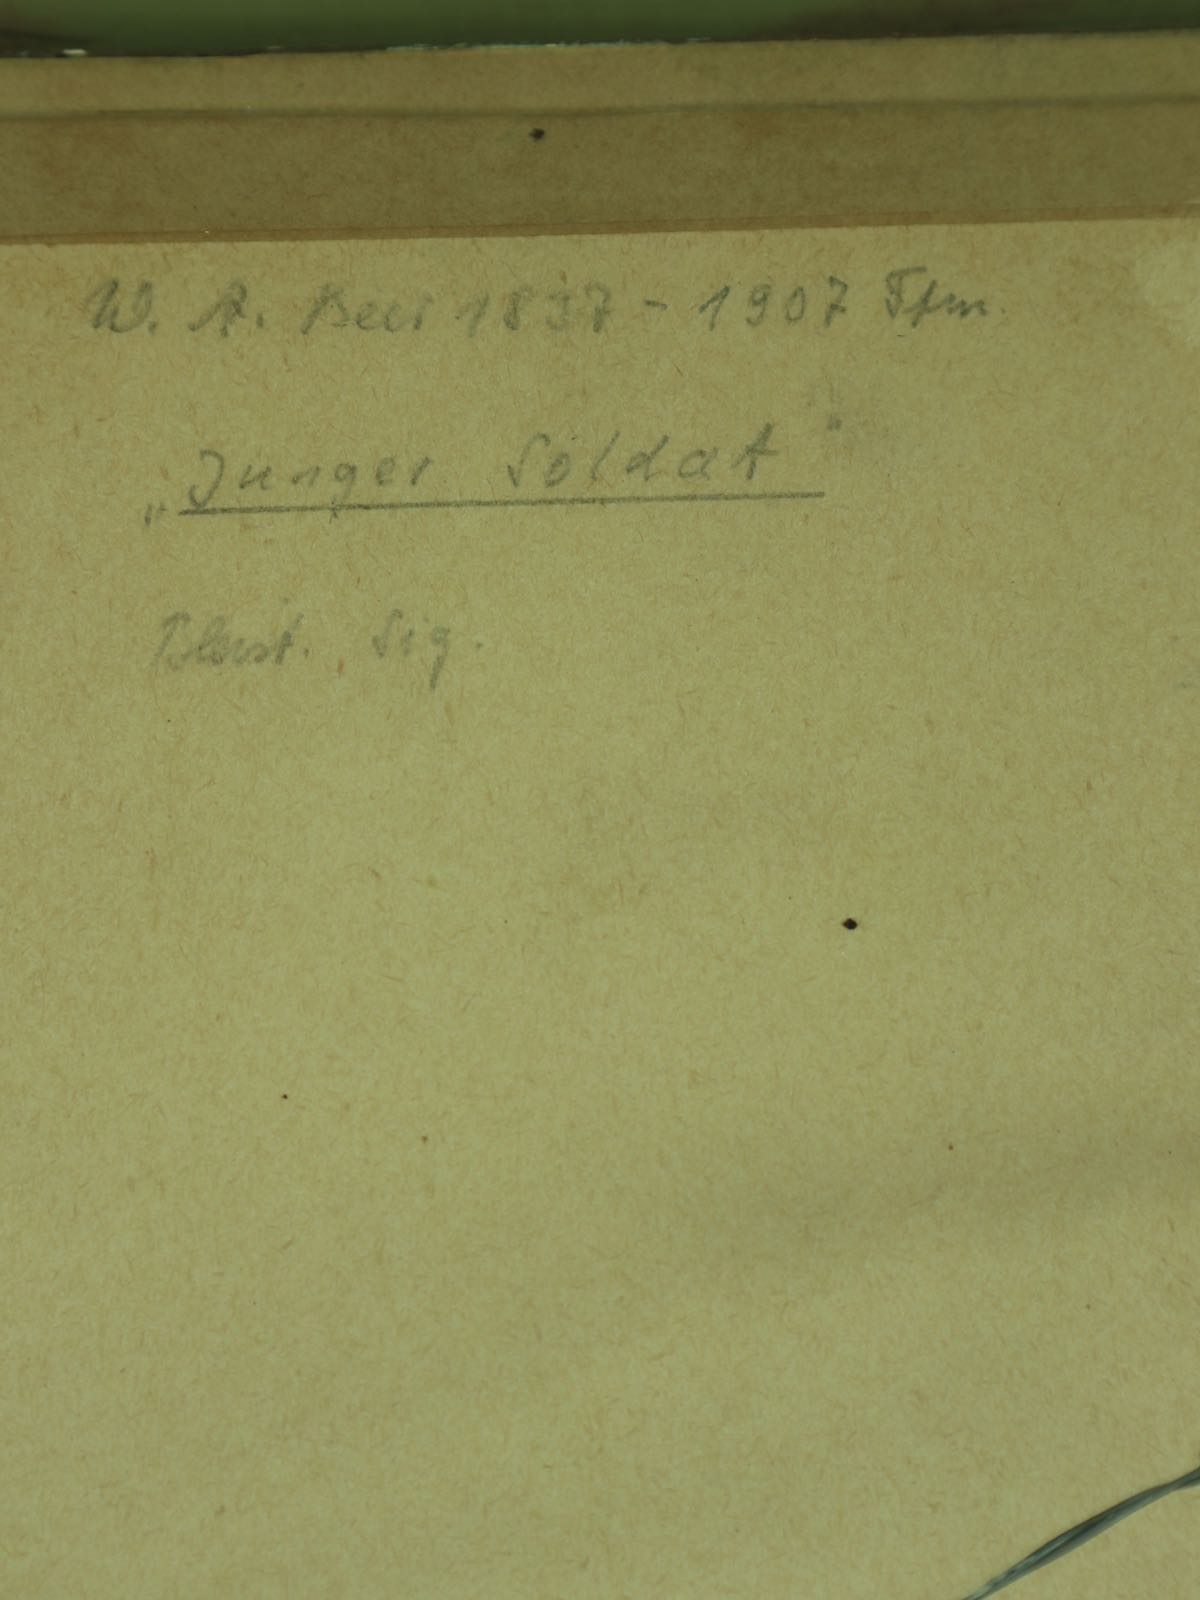 W. A. Beer 1837 - 1907 Ffm.
„Junger Soldat"
Bleist. Sig.